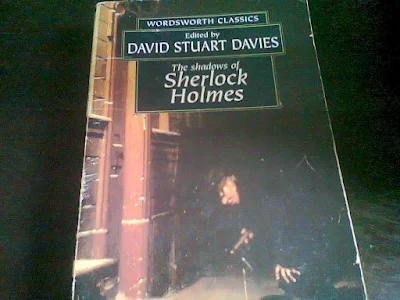 WORDSWORTH CLASSICS
Edited by
DAVID STUART DAVIES
The shadows of
Sherlock
Holmes